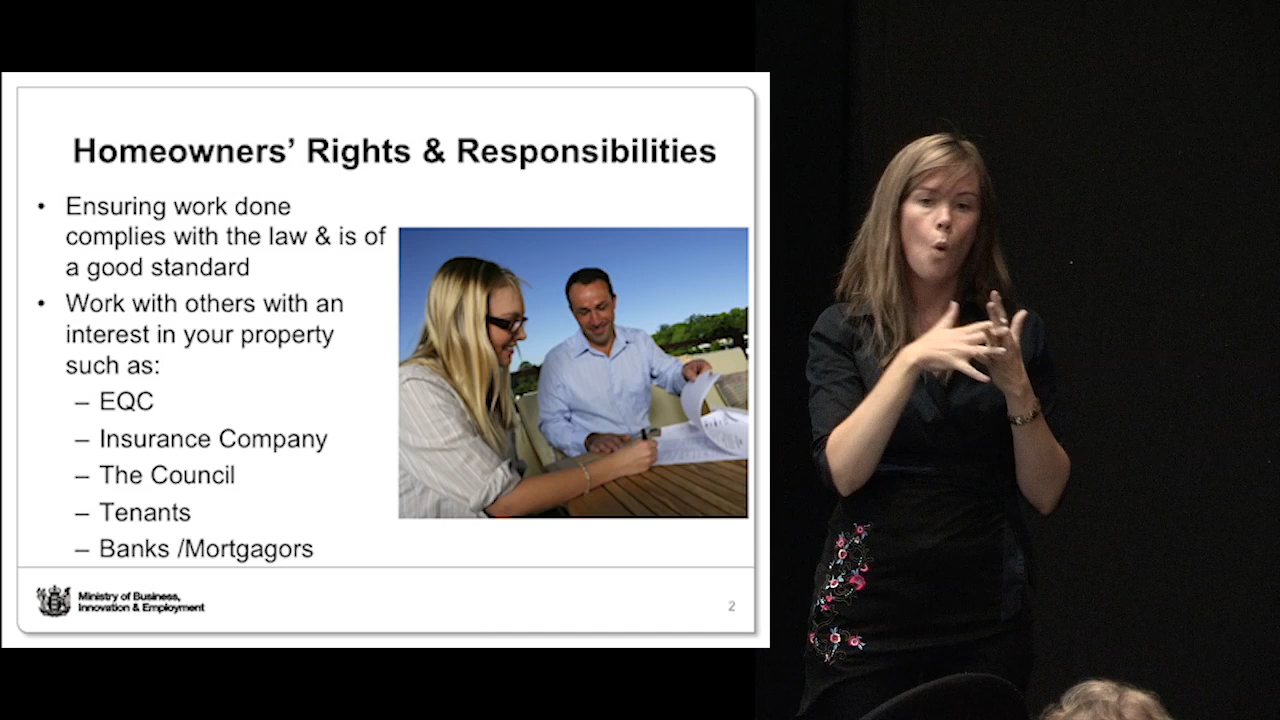 Homeowners’ Rights & Responsibilities
• Ensuring work done
complies with the law & is of
a good standard
• Work with others with an
interest in your property
such as:
– EQC
– Insurance Company
– The Council
– Tenants
– Banks /Mortgagors
Ministry of Business,
Innovation & Employment
2